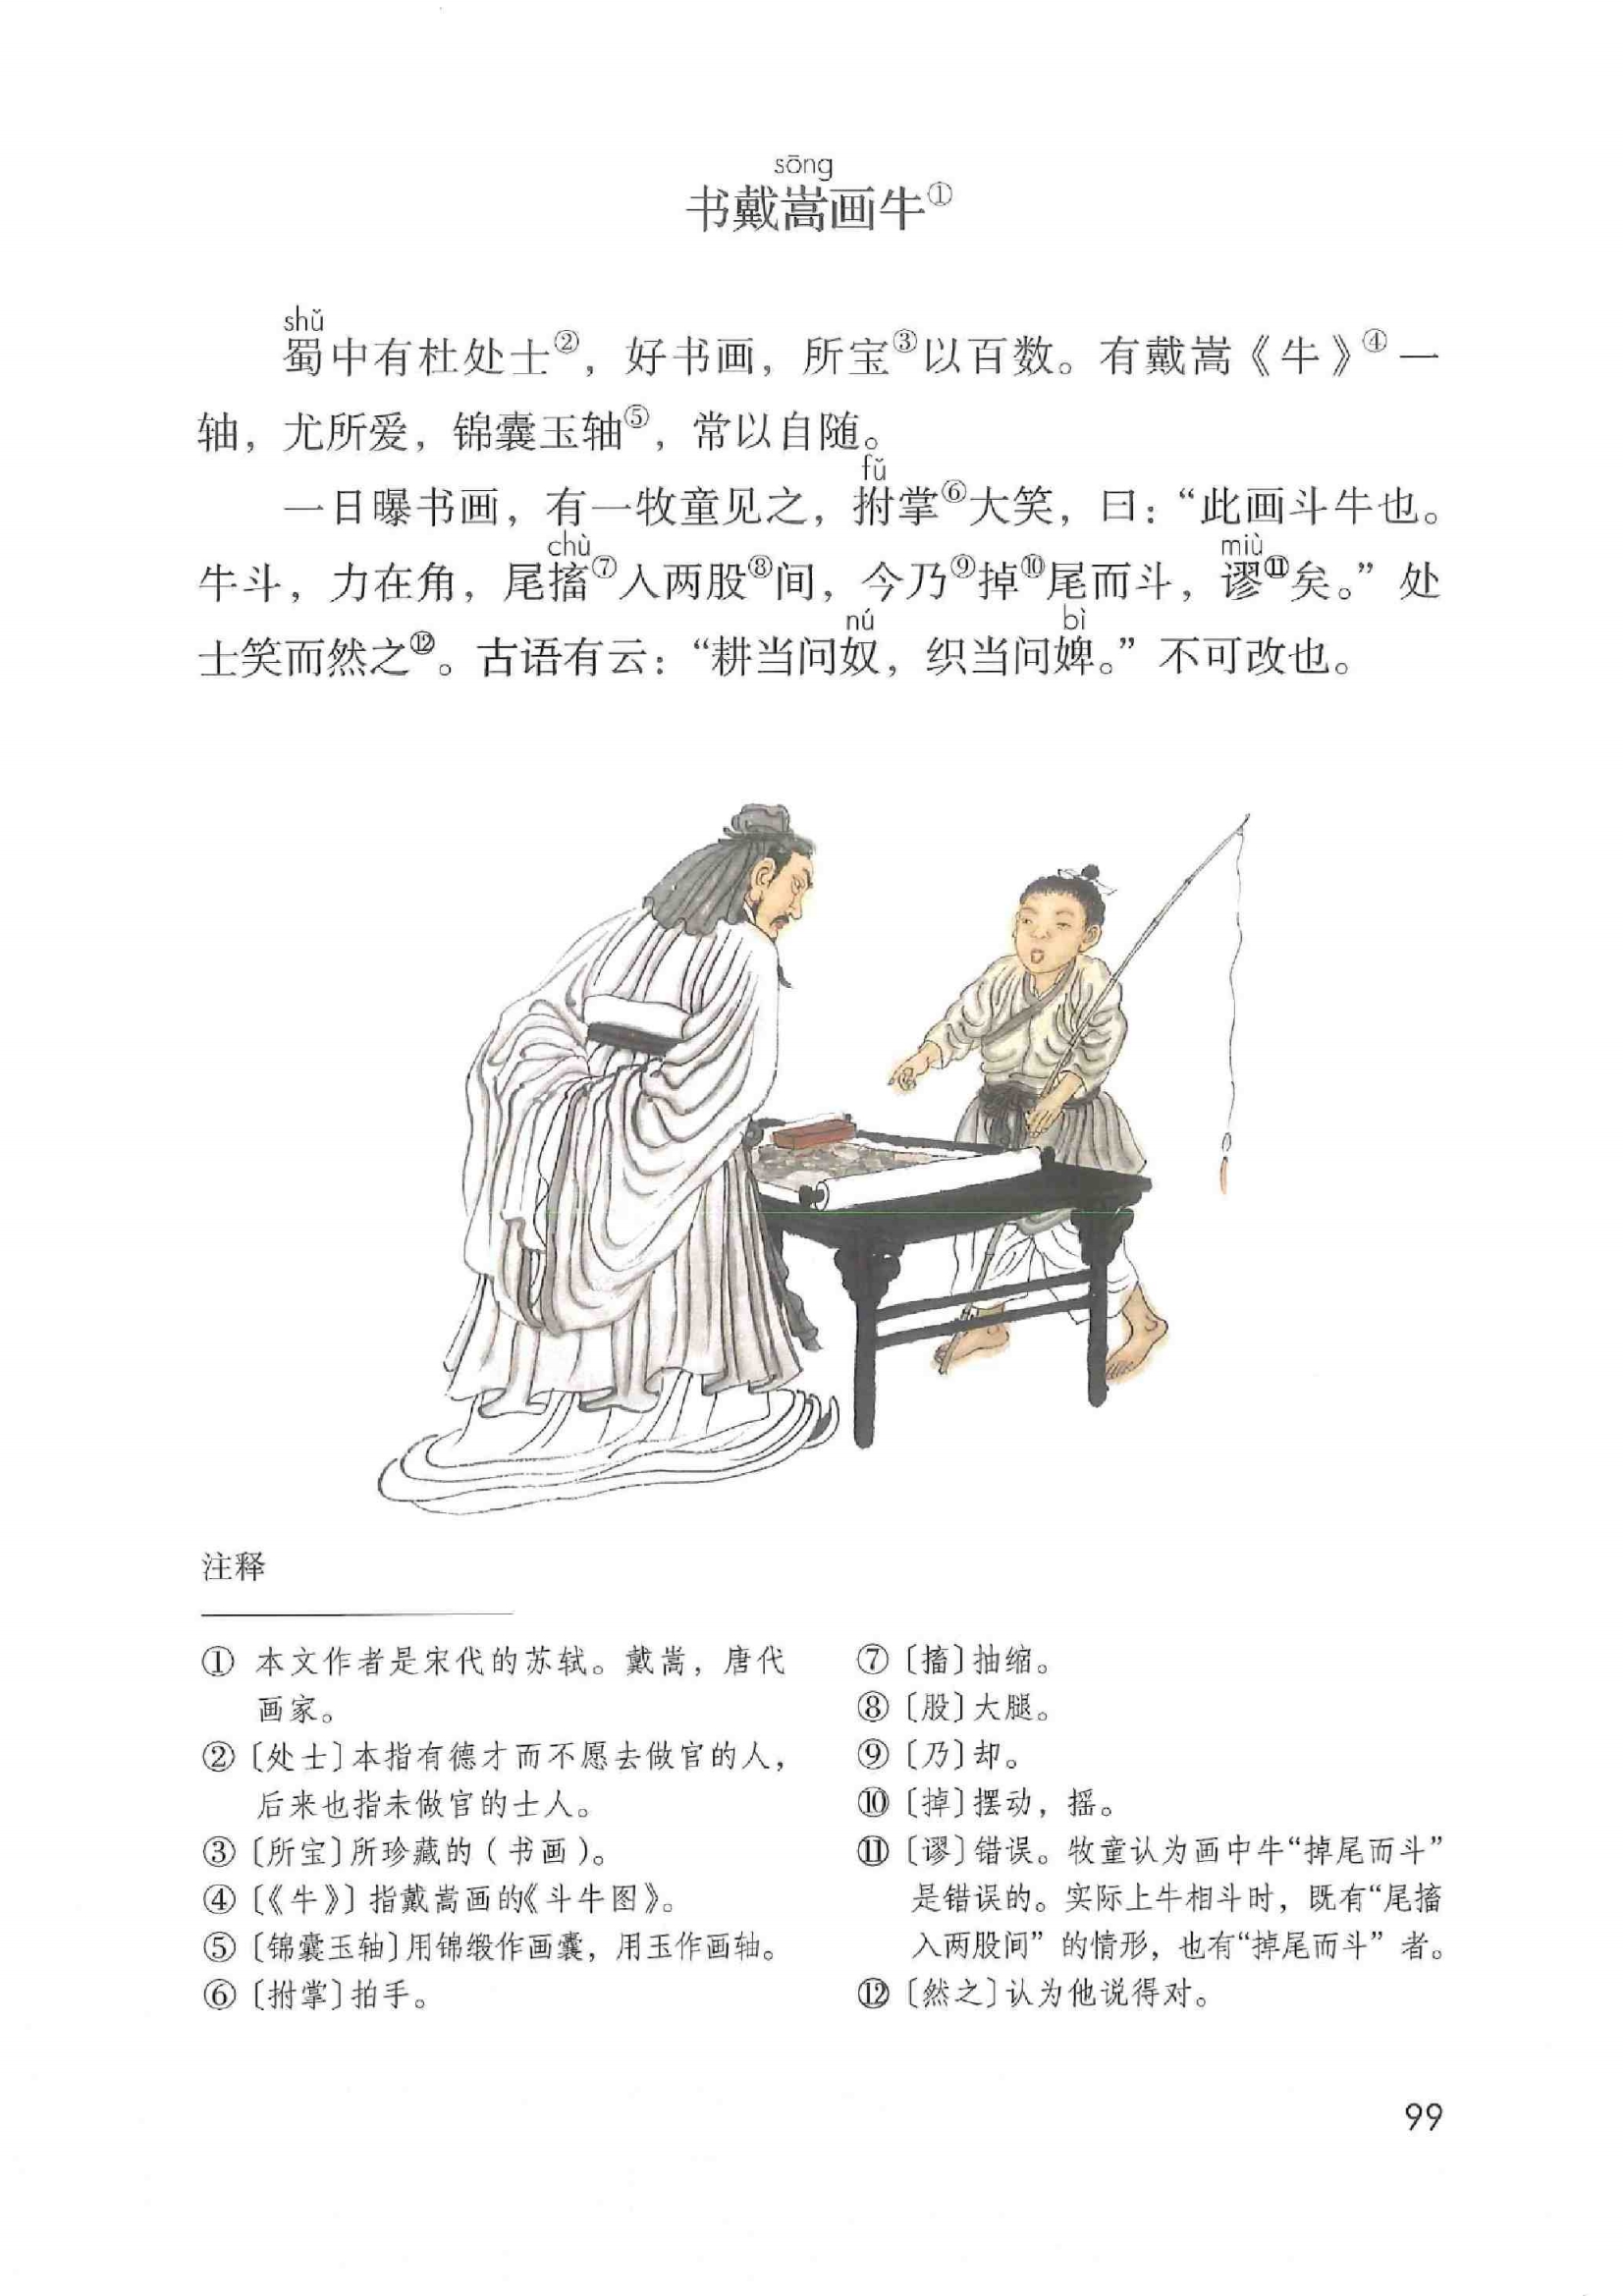 sōng
书戴嵩画牛①
shǔ
蜀中有杜处士②，好书画，所宝③以百数。有戴嵩《牛》④一
轴，尤所爱，锦囊玉轴⑤，常以自随。
fǔ
一日曝书画，有一牧童见之，拊掌⑥大笑，曰：“此画斗牛也。
chù miù
牛斗，力在角，尾搐⑦入两股⑧间，今乃⑨掉⑩尾而斗，谬⑪矣。”处
nú bì
士笑而然之⑫。古语有云：“耕当问奴，织当问婢。”不可改也。
注释
① 本文作者是宋代的苏轼。戴嵩，唐代
画家。
②〔处士〕本指有德才而不愿去做官的人，
后来也指未做官的士人。
③〔所宝〕所珍藏的（书画）。
④〔《牛》〕指戴嵩画的《斗牛图》。
⑤〔锦囊玉轴〕用锦缎作画囊，用玉作画轴。
⑥〔拊掌〕拍手。
⑦〔搐〕抽缩。
⑧〔股〕大腿。
⑨〔乃〕却。
⑩〔掉〕摆动，摇。
⑪〔谬〕错误。牧童认为画中牛“掉尾而斗”
是错误的。实际上牛相斗时，既有“尾搐
入两股间”的情形，也有“掉尾而斗”者。
⑫〔然之〕认为他说得对。
99